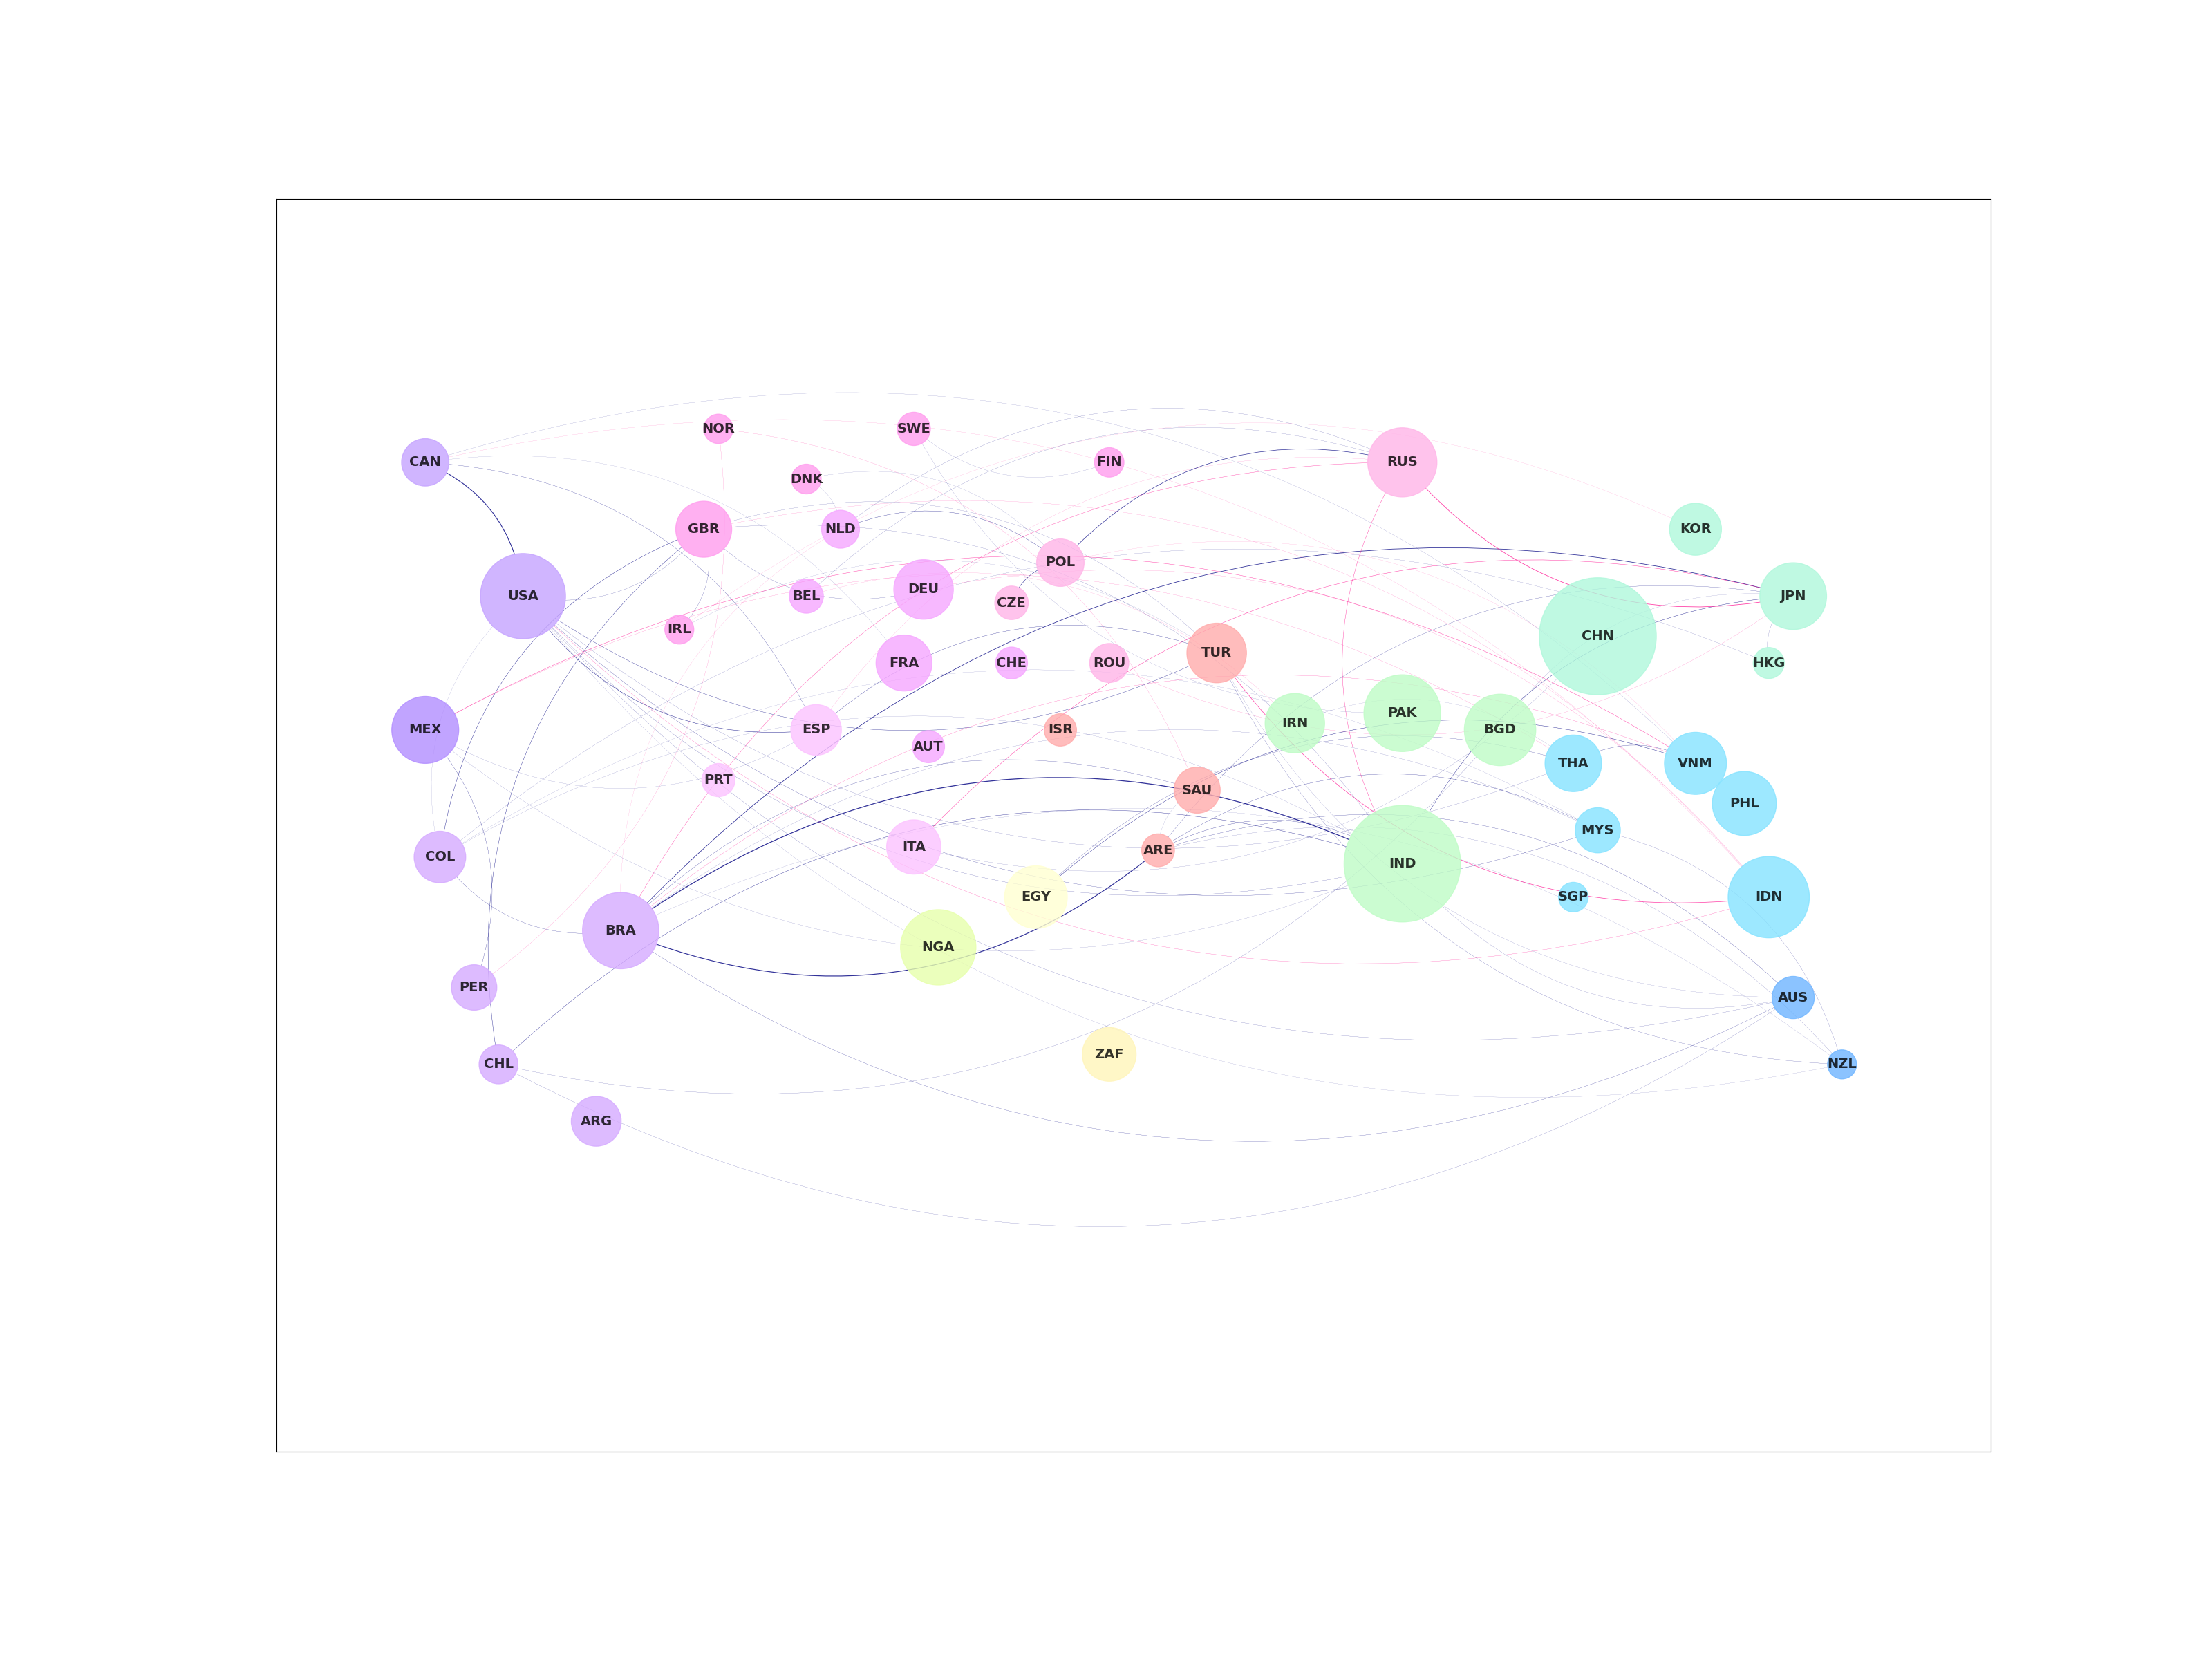 NOR
SWE
CAN
FIN
RUS
DNK
GBR
NLD
KOR
POL
DEU
USA
BEL
CZE
JPN
IRL
CHN
TUR
FRA
CHE
ROU
HKG
PAK
IRN
MEX
ESP
ISR
BGD
AUT
THA
VNM
PRT
SAU
PHL
MYS
ITA
ARE
COL
IND
EGY
SGP
IDN
BRA
NGA
PER
AUS
ZAF
CHL
NZL
ARG